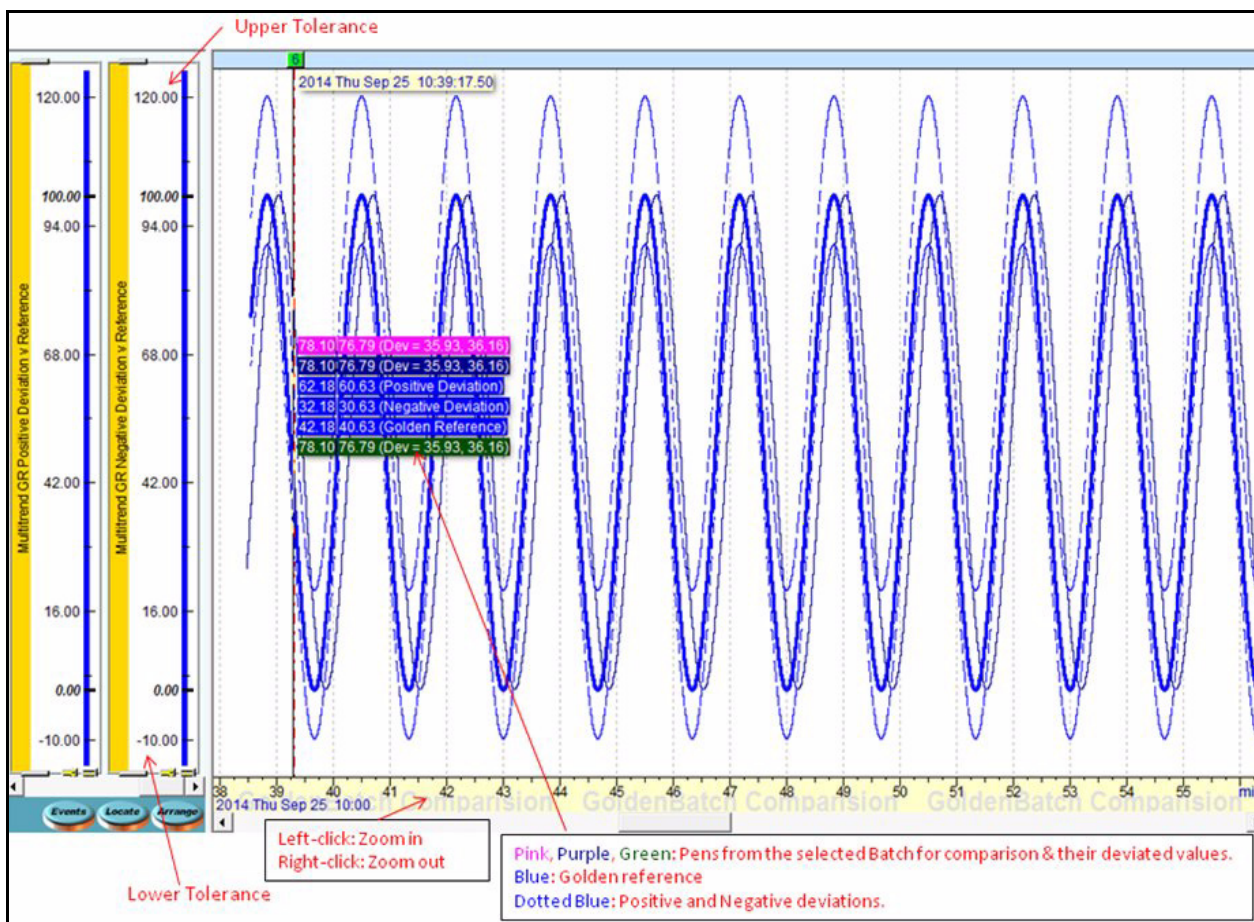 Upper Tolerance
6
2014 Thu Sep 25 10:39:17.50
120.00
100.00
94.00
68.00
42.00
16.00
0.00
-10.00
Multitrend GR Positive Deviation v Reference
120.00
100.00
94.00
68.00
42.00
16.00
0.00
-10.00
Multitrend GR Negative Deviation v Reference
78.10 76.79 (Dev = 35.93, 36.16)
78.10 76.79 (Dev = 35.93, 36.16)
62.18 60.63 (Positive Deviation)
32.18 30.63 (Negative Deviation)
42.18 40.63 (Golden Reference)
78.10 76.79 (Dev = 35.93, 36.16)
38 39 40 41 42 43 44 45 46 47 48 49 50 51 52 53 54 55 mi
2014 Thu Sep 25 10:00
GoldenBatch Comparision GoldenBatch Comparision GoldenBatch Comparision
Events Locate Arrange
Left-click: Zoom in
Right-click: Zoom out
Lower Tolerance
Pink, Purple, Green: Pens from the selected Batch for comparison & their deviated values.
Blue: Golden reference
Dotted Blue: Positive and Negative deviations.